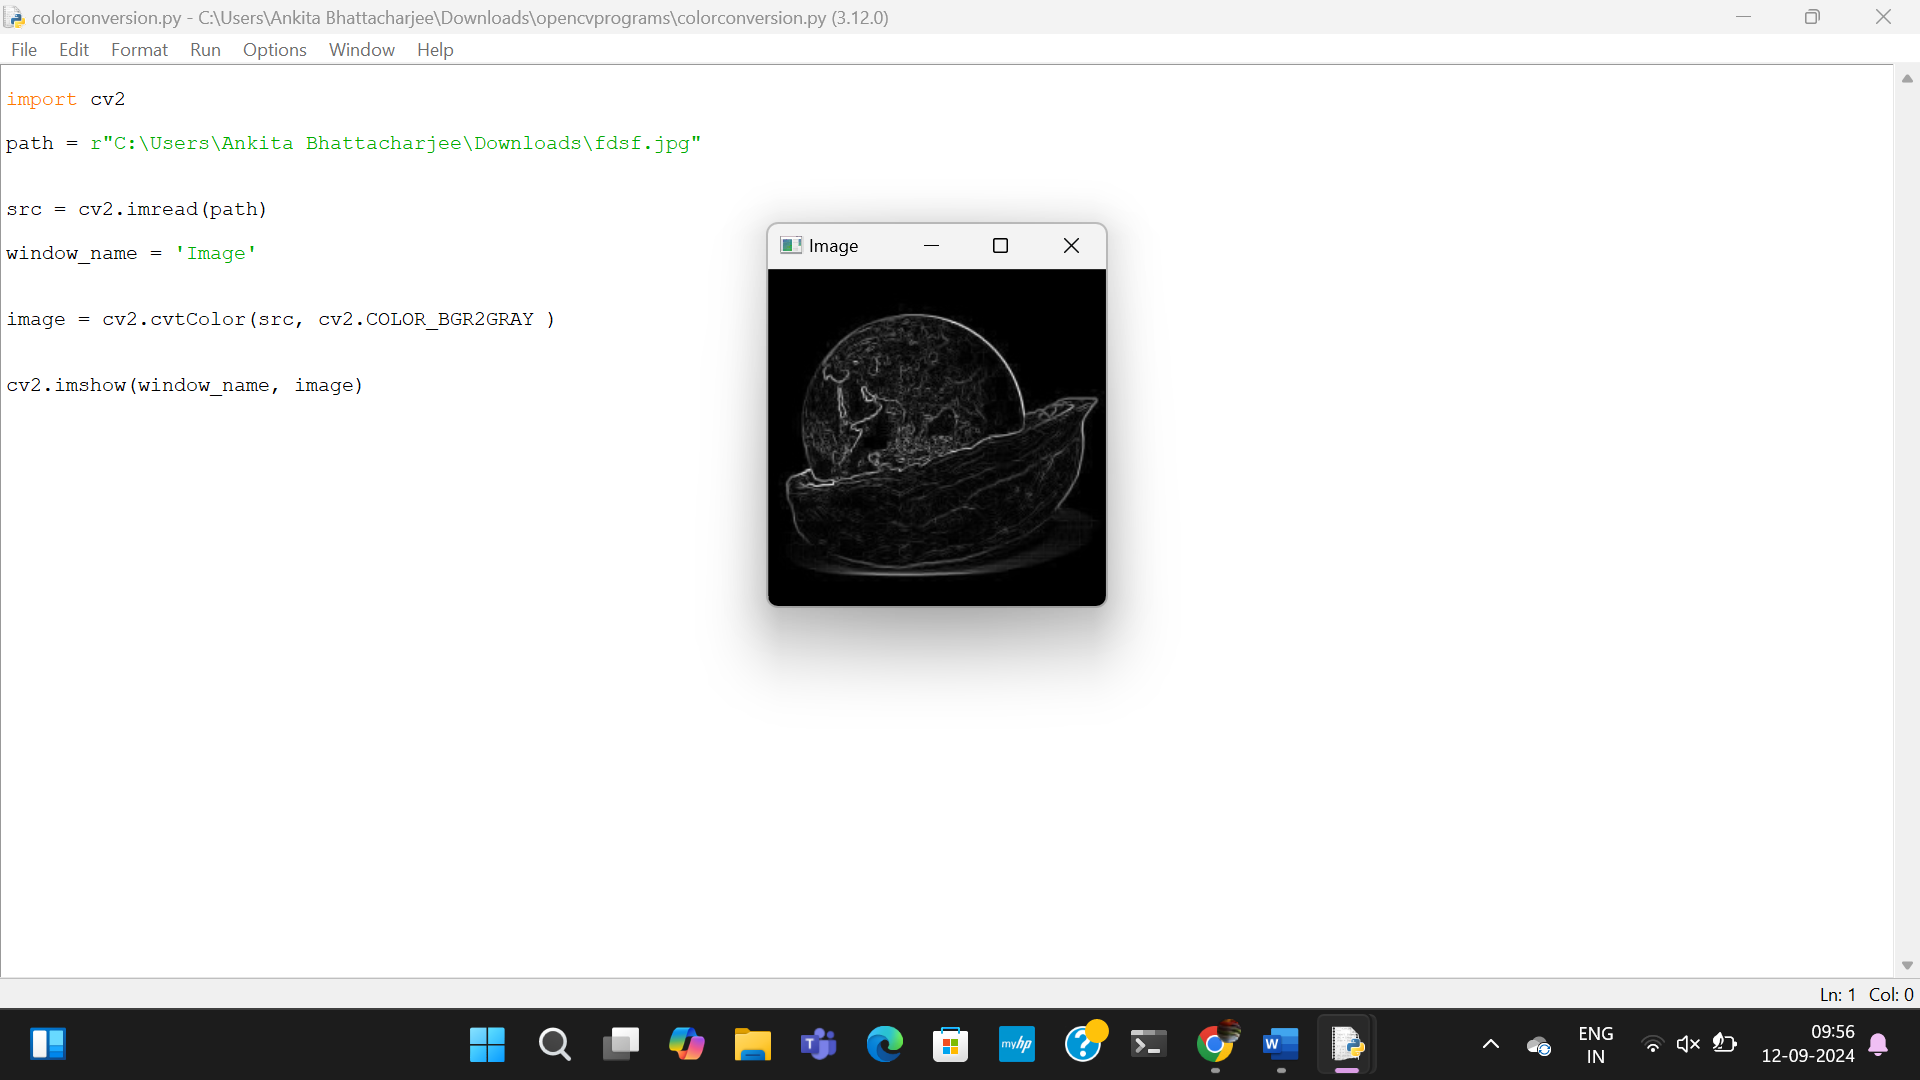 colorconversion.py - C:\Users\Ankita Bhattacharjee\Downloads\opencvprograms\colorconversion.py (3.12.0)
File Edit Format Run Options Window Help
import cv2
path = r"C:\Users\Ankita Bhattacharjee\Downloads\fdsf.jpg"
src = cv2.imread(path)
window_name = 'Image'
image = cv2.cvtColor(src, cv2.COLOR_BGR2GRAY )
cv2.imshow(window_name, image)
Image
Ln: 1 Col: 0
myhp
ENG
IN
09:56
12-09-2024